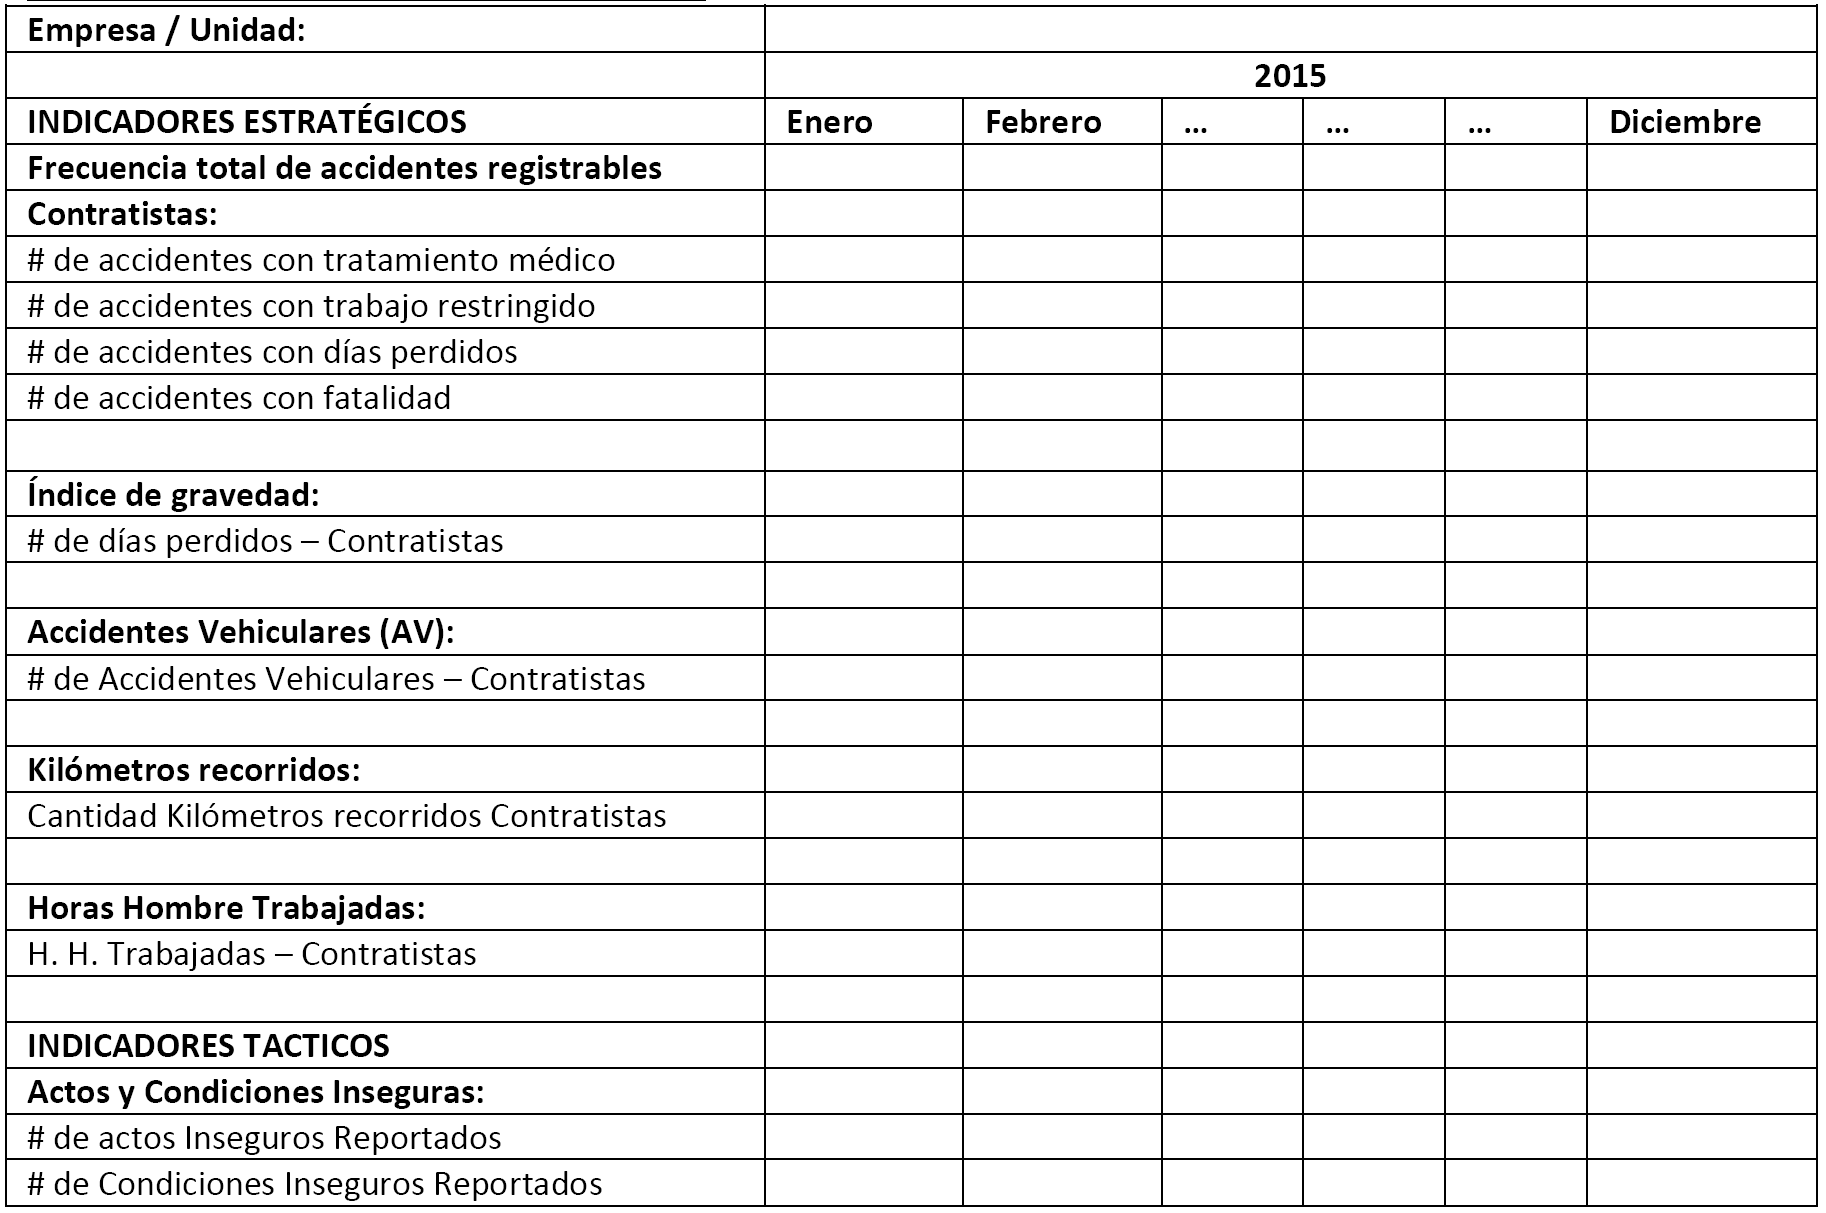 Empresa / Unidad:
2015
INDICADORES ESTRATÉGICOS Enero Febrero ... ... ... Diciembre
Frecuencia total de accidentes registrables
Contratistas:
# de accidentes con tratamiento médico
# de accidentes con trabajo restringido
# de accidentes con días perdidos
# de accidentes con fatalidad
Índice de gravedad:
# de días perdidos – Contratistas
Accidentes Vehiculares (AV):
# de Accidentes Vehiculares – Contratistas
Kilómetros recorridos:
Cantidad Kilómetros recorridos Contratistas
Horas Hombre Trabajadas:
H. H. Trabajadas – Contratistas
INDICADORES TACTICOS
Actos y Condiciones Inseguras:
# de actos Inseguros Reportados
# de Condiciones Inseguros Reportados